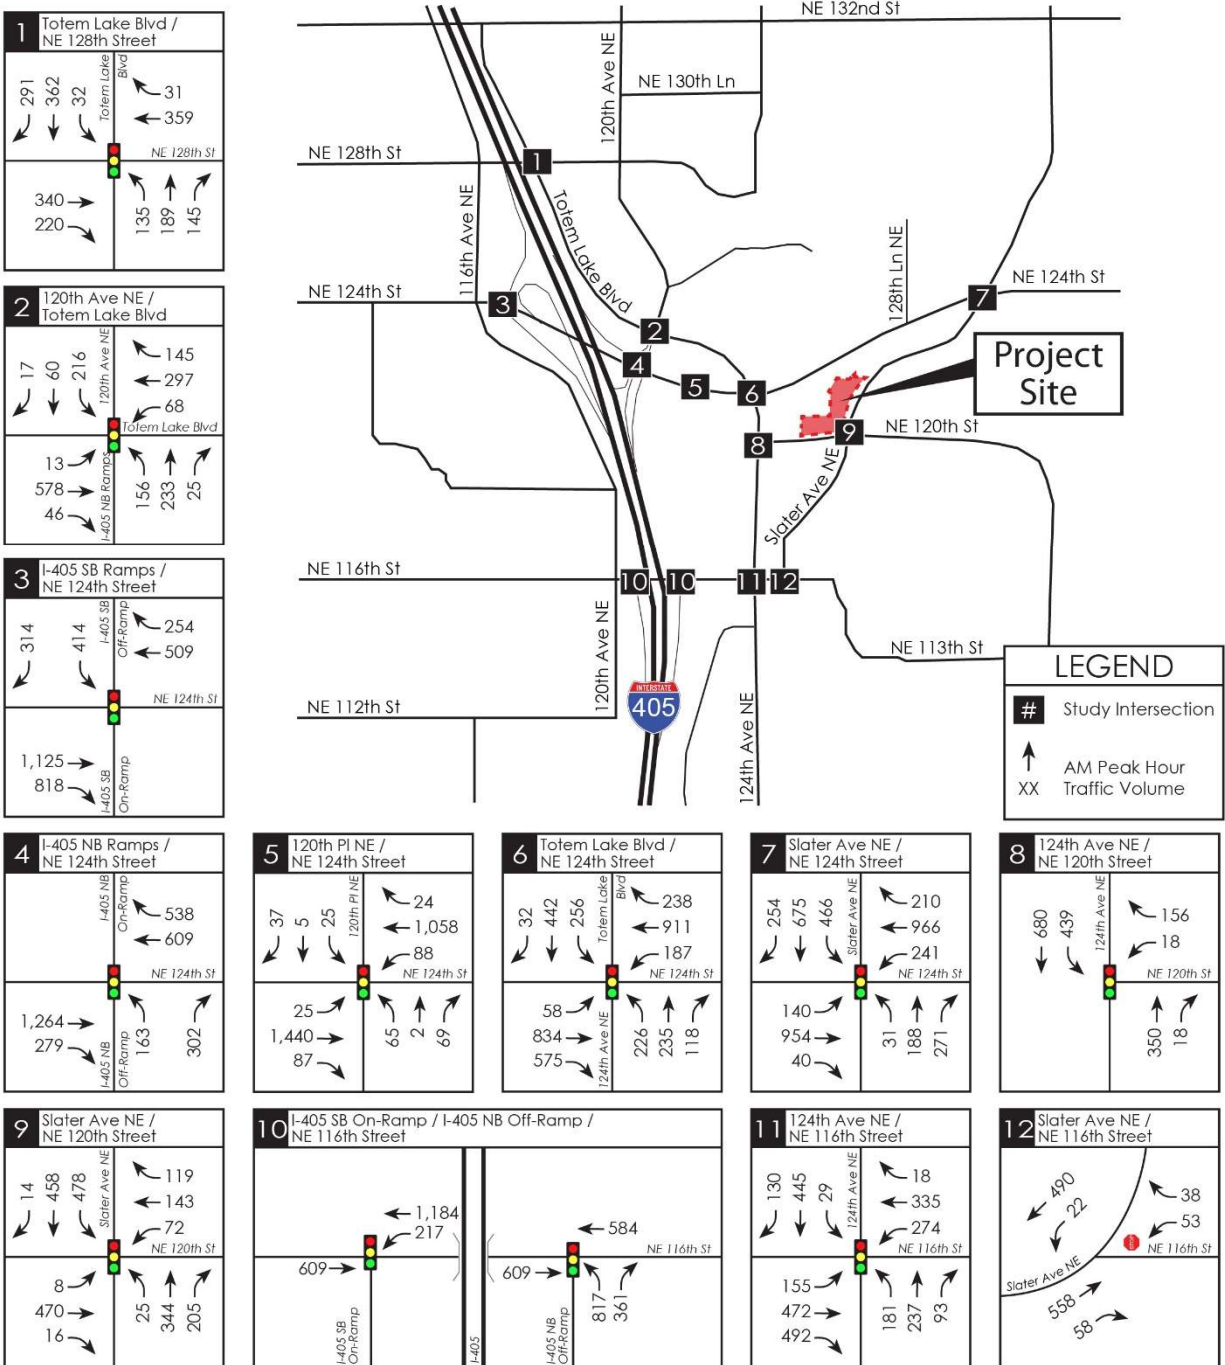 1
Totem Lake Blvd /
NE 128th Street
291
362
32
Totem Lake
Blvd
31
359
NE 128th St
340
220
135
189
145
2
120th Ave NE /
Totem Lake Blvd
17
60
216
120th Ave NE
145
297
68
Totem Lake Blvd
13
578
46
I-405 NB Ramps
156
233
25
3
I-405 SB Ramps /
NE 124th Street
314
414
I-405 SB
Off-Ramp
254
509
NE 124th St
1,125
818
I-405 SB
On-Ramp
NE 132nd St
120th Ave NE
NE 130th Ln
NE 128th St
1
116th Ave NE
Totem Lake Blvd
128th Ln NE
NE 124th St
3
2
7
NE 124th St
4
5
6
Project
Site
8
9
NE 120th St
Slater Ave NE
NE 116th St
10
10
11
12
120th Ave NE
NE 113th St
INTERSTATE
405
NE 112th St
124th Ave NE
LEGEND
# Study Intersection
XX
AM Peak Hour
Traffic Volume
4
I-405 NB Ramps /
NE 124th Street
I-405 NB
On-Ramp
538
609
NE 124th St
1,264
279
I-405 NB
Off-Ramp
163
302
5
120th Pl NE /
NE 124th Street
37
5
25
120th Pl NE
24
1,058
88
NE 124th St
25
1,440
87
65
2
69
6
Totem Lake Blvd /
NE 124th Street
32
442
256
Totem Lake
Blvd
238
911
187
NE 124th St
58
834
575
124th Ave NE
226
235
118
7
Slater Ave NE /
NE 124th Street
254
675
466
Slater Ave NE
210
966
241
NE 124th St
140
954
40
31
188
271
8
124th Ave NE /
NE 120th Street
680
439
124th Ave NE
156
18
NE 120th St
350
18
9
Slater Ave NE /
NE 120th Street
14
458
478
Slater Ave NE
119
143
72
NE 120th St
8
470
16
25
344
205
10
I-405 SB On-Ramp / I-405 NB Off-Ramp /
NE 116th Street
1,184
217
609
I-405 SB
On-Ramp
I-405
584
NE 116th St
609
817
361
I-405 NB
Off-Ramp
11
124th Ave NE /
NE 116th Street
130
445
29
124th Ave NE
18
335
274
NE 116th St
155
472
492
181
237
93
12
Slater Ave NE /
NE 116th Street
490
22
38
53
NE 116th St
Slater Ave NE
558
58